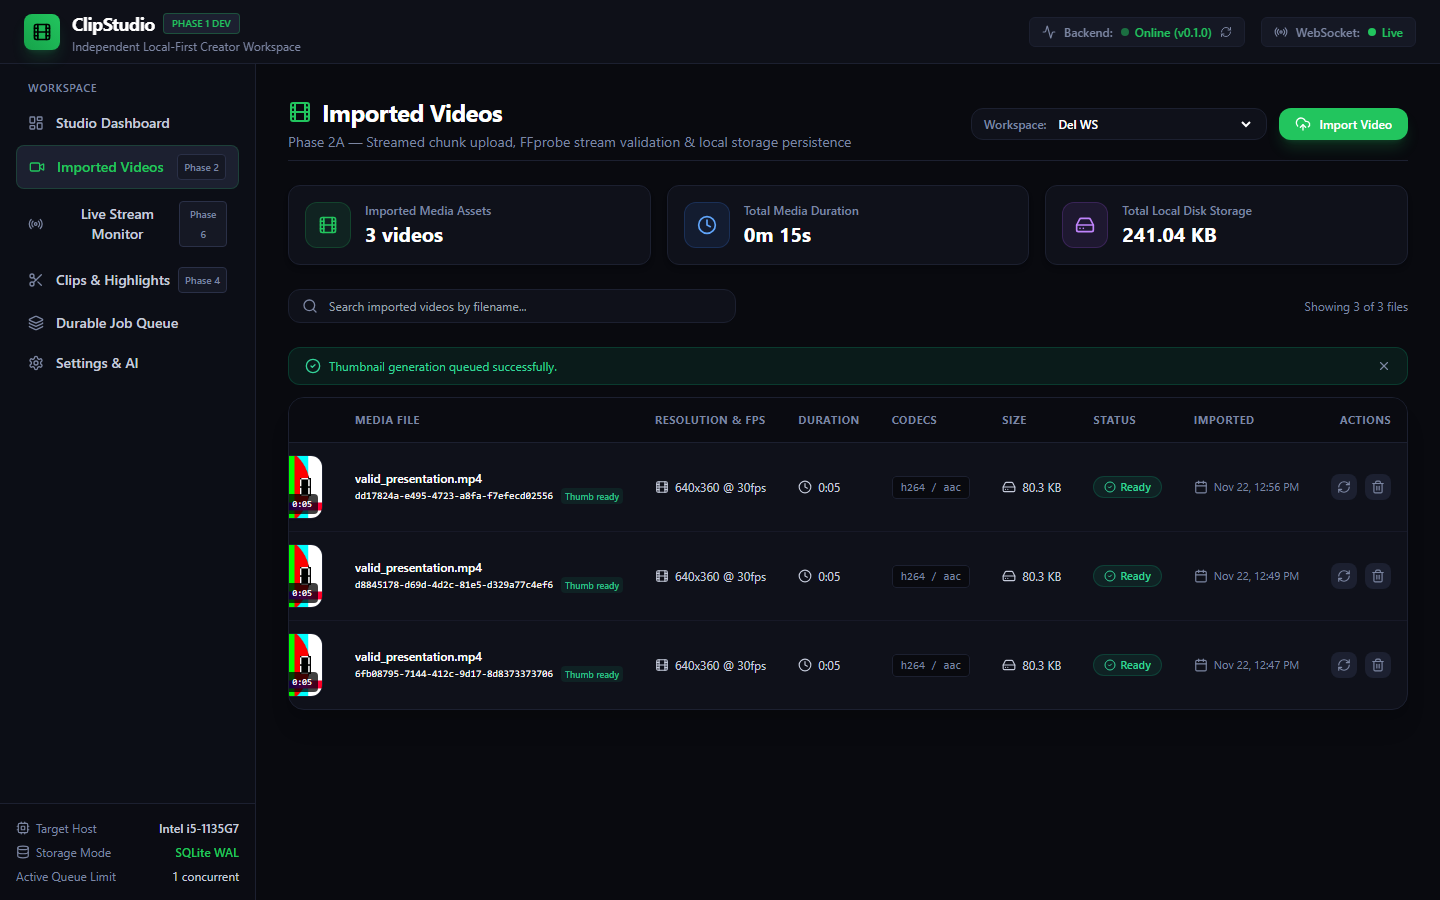 ClipStudio PHASE 1 DEV
Independent Local-First Creator Workspace
Backend: Online (v0.1.0)
WebSocket: Live
WORKSPACE
Studio Dashboard
Imported Videos Phase 2
Live Stream Monitor Phase 6
Clips & Highlights Phase 4
Durable Job Queue
Settings & AI
Target Host Intel i5-1135G7
Storage Mode SQLite WAL
Active Queue Limit 1 concurrent
Imported Videos
Phase 2A — Streamed chunk upload, FFprobe stream validation & local storage persistence
Workspace: Del WS
Import Video
Imported Media Assets
3 videos
Total Media Duration
0m 15s
Total Local Disk Storage
241.04 KB
Search imported videos by filename...
Showing 3 of 3 files
Thumbnail generation queued successfully.
MEDIA FILE RESOLUTION & FPS DURATION CODECS SIZE STATUS IMPORTED ACTIONS
0:05
valid_presentation.mp4
dd17824a-e495-4723-a8fa-f7efecd02556 Thumb ready
640x360 @ 30fps 0:05 h264 / aac 80.3 KB Ready Nov 22, 12:56 PM
0:05
valid_presentation.mp4
d8845178-d69d-4d2c-81e5-d329a77c4ef6 Thumb ready
640x360 @ 30fps 0:05 h264 / aac 80.3 KB Ready Nov 22, 12:49 PM
0:05
valid_presentation.mp4
6fb08795-7144-412c-9d17-8d8373373706 Thumb ready
640x360 @ 30fps 0:05 h264 / aac 80.3 KB Ready Nov 22, 12:47 PM